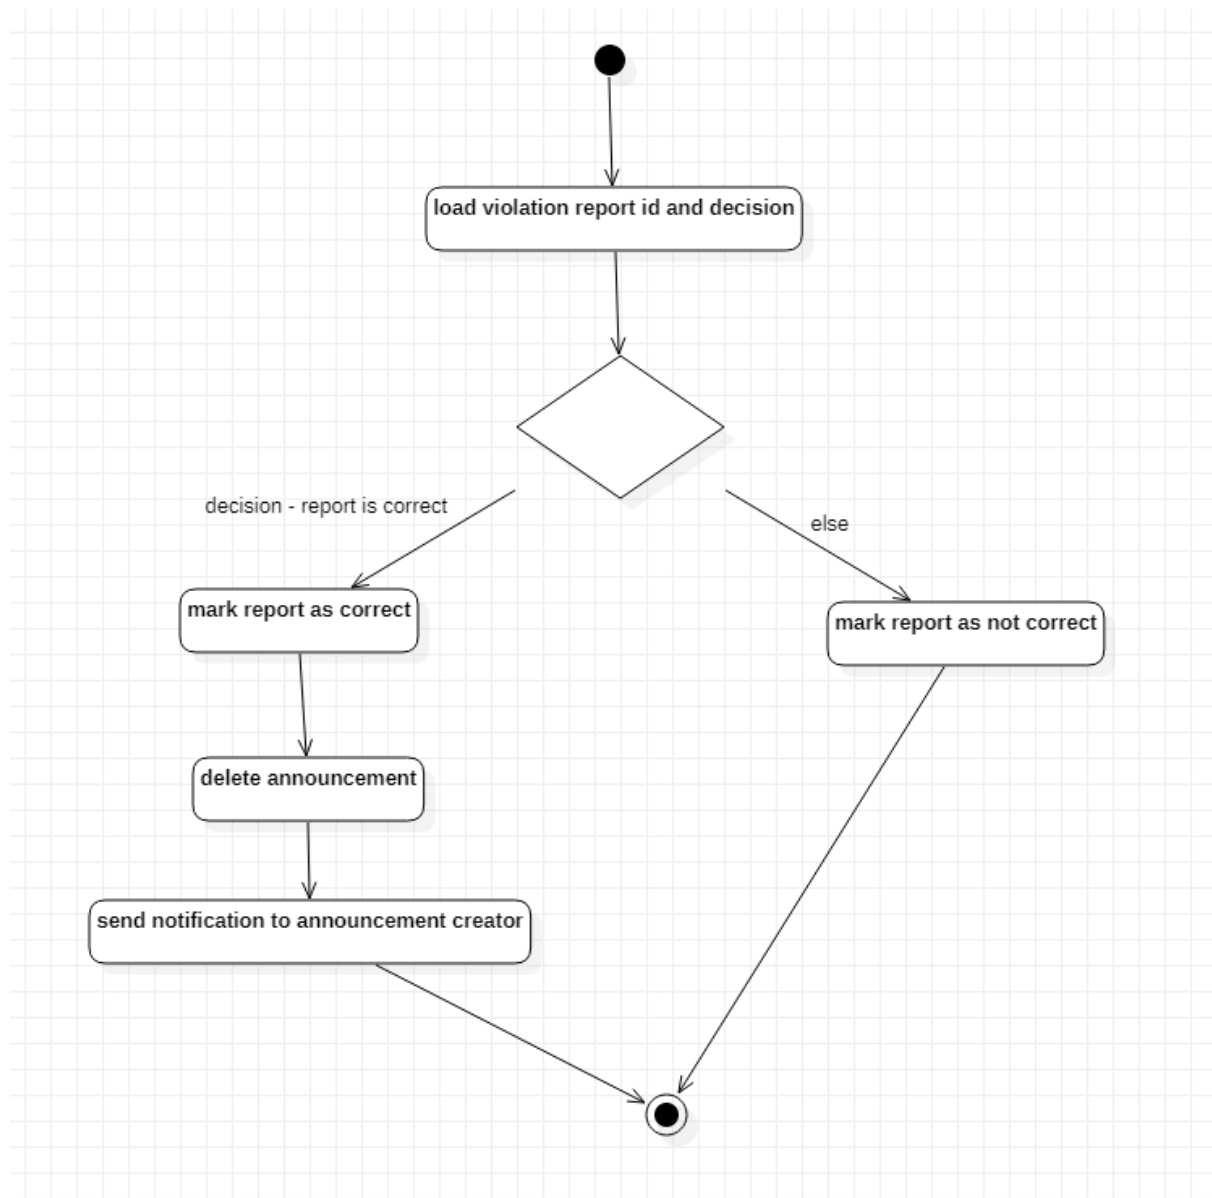 load violation report id and decision
decision - report is correct
else
mark report as correct
mark report as not correct
delete announcement
send notification to announcement creator